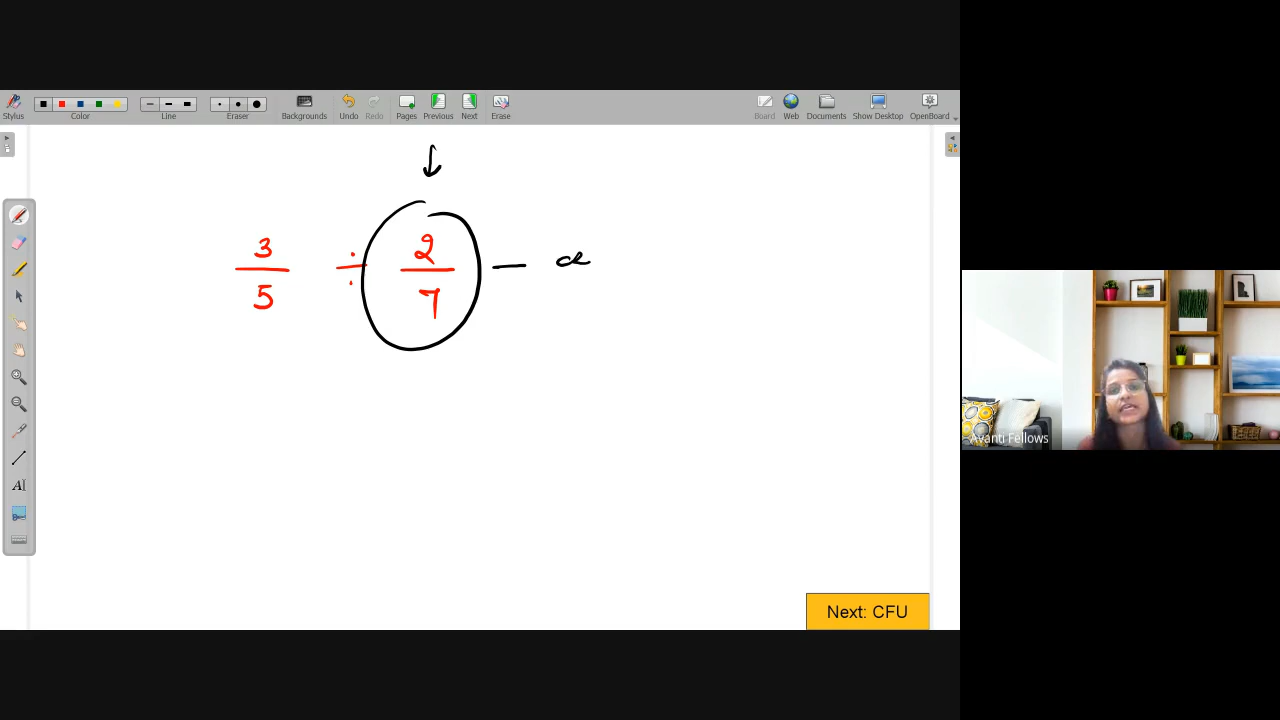 Stylus Color Line Eraser Backgrounds Undo Redo Pages Previous Next Erase Board Web Documents Show Desktop OpenBoard
↓
3/5 ÷ 2/7 —
Avanti Fellows
Next: CFU